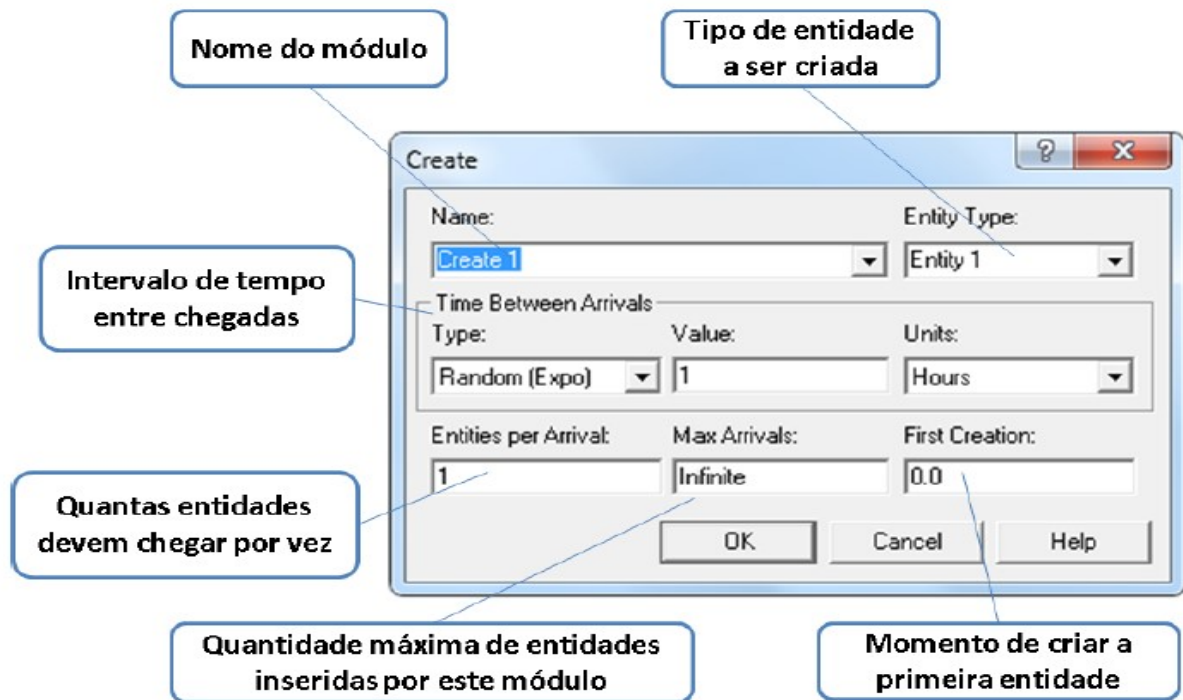 Nome do módulo
Tipo de entidade
a ser criada
Create
?
X
Name:
Entity Type:
Create 1
Entity 1
Intervalo de tempo
entre chegadas
Time Between Arrivals
Type:
Value:
Units:
Random (Expo)
1
Hours
Entities per Arrival:
Max Arrivals:
First Creation:
1
Infinite
0.0
Quantas entidades
devem chegar por vez
OK
Cancel
Help
Quantidade máxima de entidades
inseridas por este módulo
Momento de criar a
primeira entidade